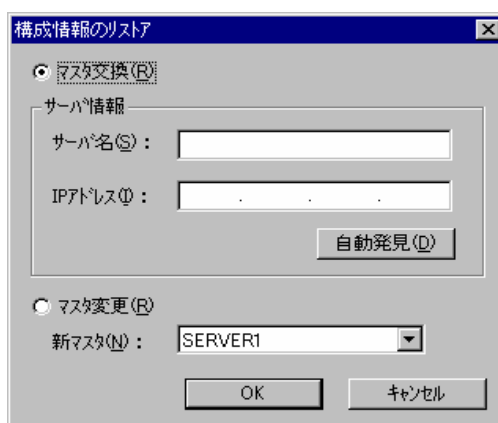 構成情報のリストア
マスタ交換(R)
サーバ情報
サーバ名(S)：
IPアドレス(I)：
. . .
自動発見(D)
マスタ変更(R)
新マスタ(N)：
SERVER1
OK
キャンセル